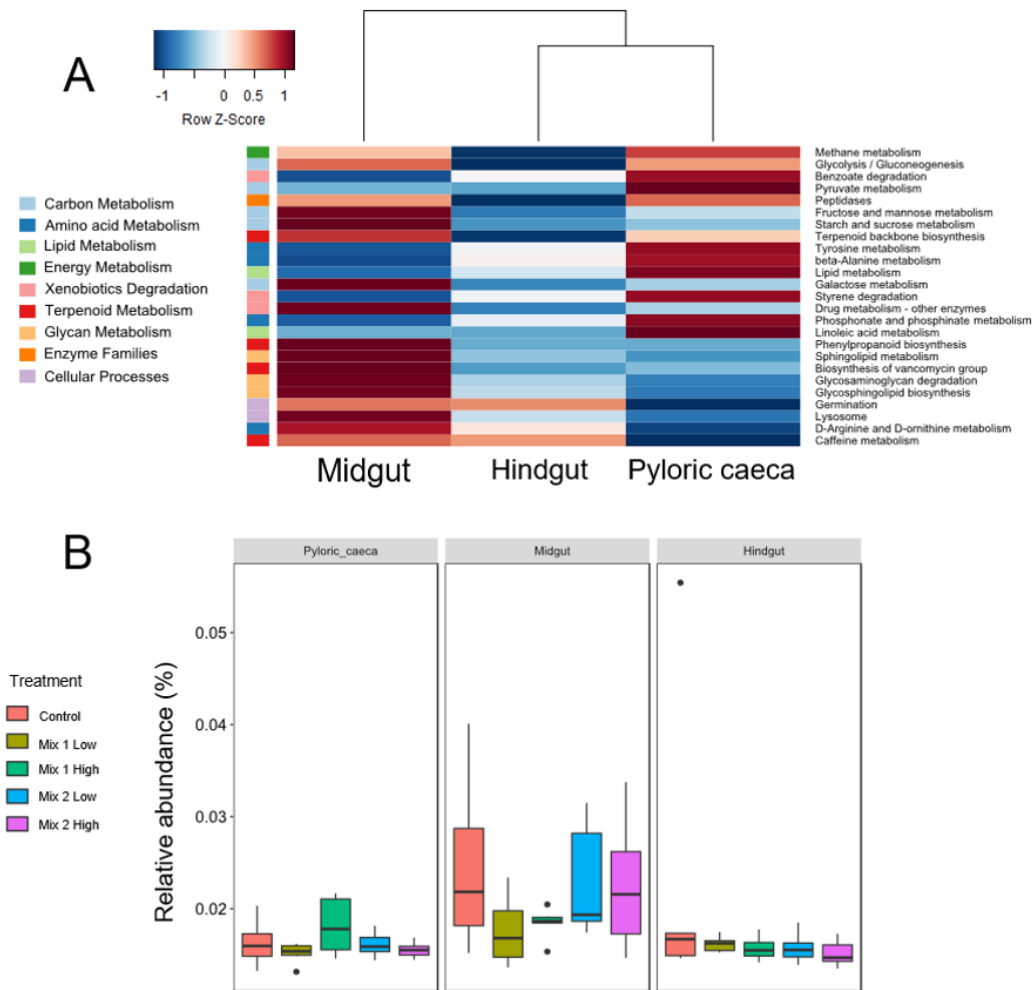 A
-1 0 0.5 1
Row Z-Score
Carbon Metabolism
Amino acid Metabolism
Lipid Metabolism
Energy Metabolism
Xenobiotics Degradation
Terpenoid Metabolism
Glycan Metabolism
Enzyme Families
Cellular Processes
Methane metabolism
Glycolysis / Gluconeogenesis
Benzoate degradation
Pyruvate metabolism
Peptidases
Fructose and mannose metabolism
Starch and sucrose metabolism
Terpenoid backbone biosynthesis
Tyrosine metabolism
beta-Alanine metabolism
Lipid metabolism
Galactose metabolism
Styrene degradation
Drug metabolism - other enzymes
Phosphonate and phosphinate metabolism
Linoleic acid metabolism
Phenylpropanoid biosynthesis
Sphingolipid metabolism
Biosynthesis of vancomycin group
Glycosaminoglycan degradation
Glycosphingolipid biosynthesis
Germination
Lysosome
D-Arginine and D-ornithine metabolism
Caffeine metabolism
Midgut Hindgut Pyloric caeca
B
Pyloric_caeca Midgut Hindgut
Relative abundance (%)
0.05
0.04
0.03
0.02
Treatment
Control
Mix 1 Low
Mix 1 High
Mix 2 Low
Mix 2 High